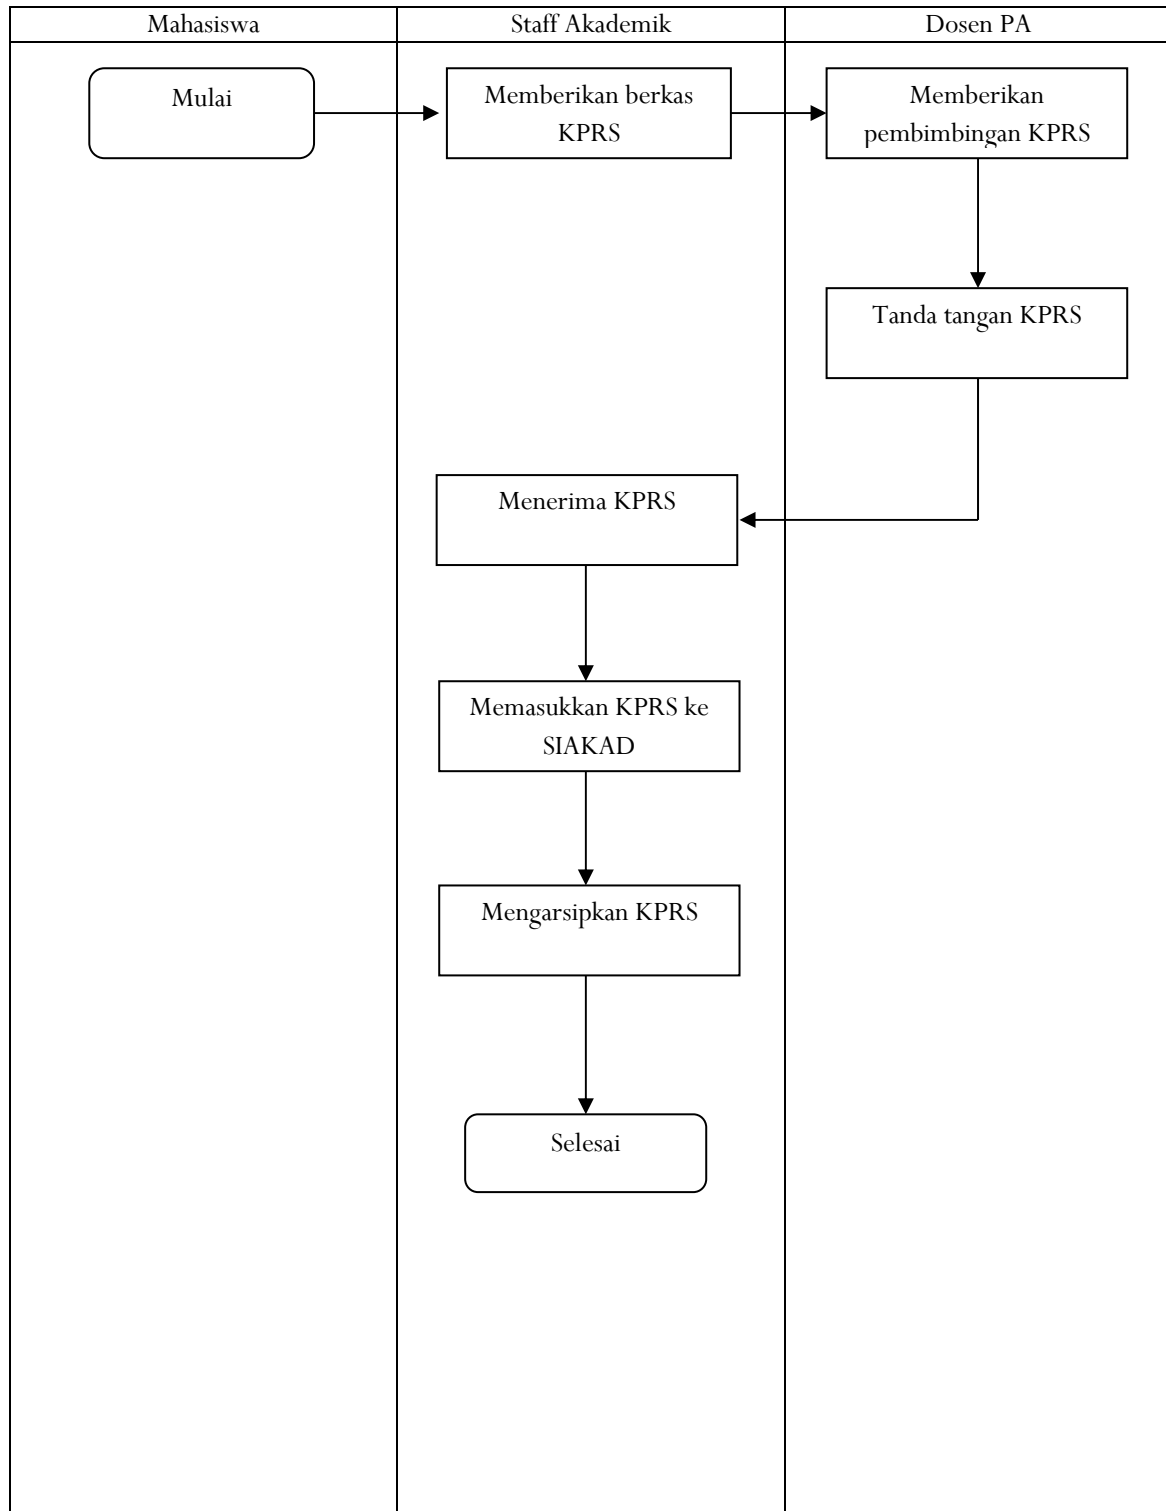 Mahasiswa
Staff Akademik
Dosen PA
Mulai
Memberikan berkas
KPRS
Memberikan
pembimbingan KPRS
Tanda tangan KPRS
Menerima KPRS
Memasukkan KPRS ke
SIAKAD
Mengarsipkan KPRS
Selesai